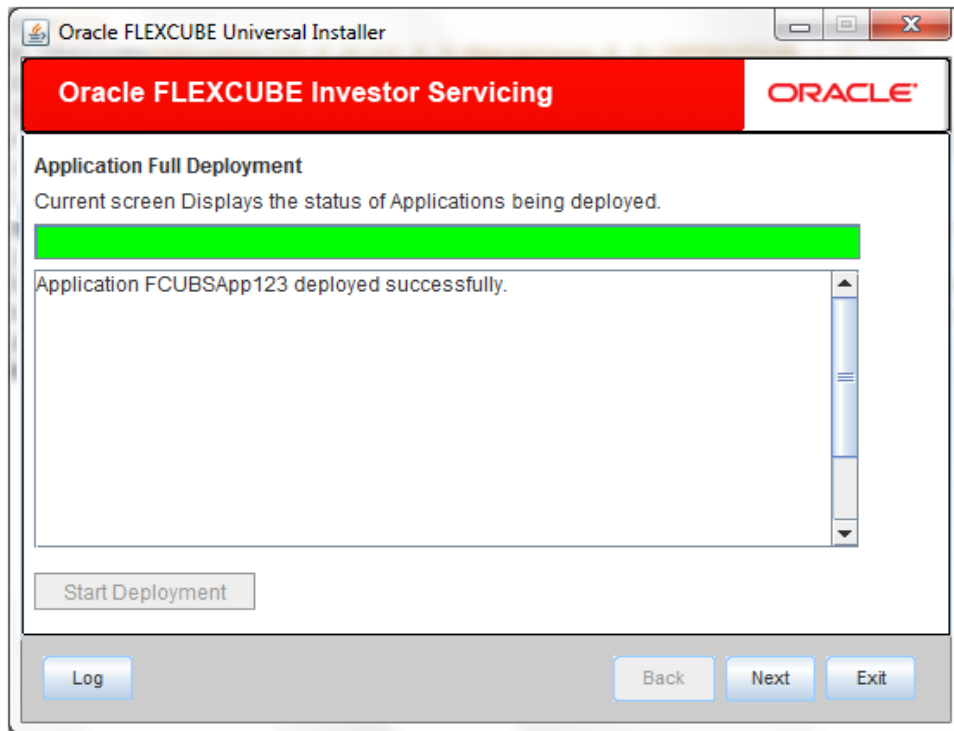 Oracle FLEXCUBE Universal Installer
Oracle FLEXCUBE Investor Servicing
ORACLE
Application Full Deployment
Current screen Displays the status of Applications being deployed.
Application FCUBSApp123 deployed successfully.
Start Deployment
Log Back Next Exit